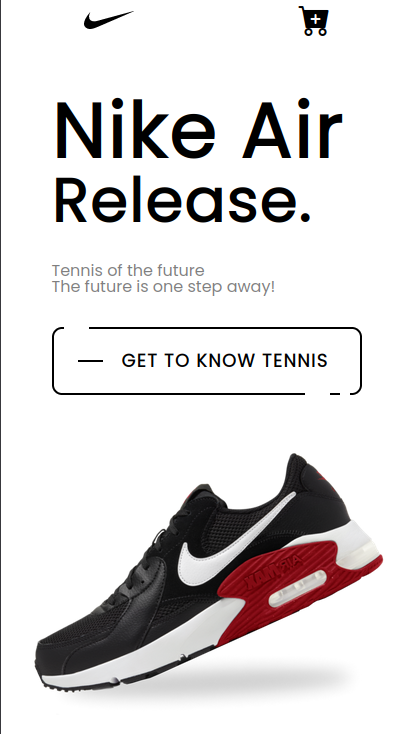 Nike Air
Release.
Tennis of the future
The future is one step away!
GET TO KNOW TENNIS